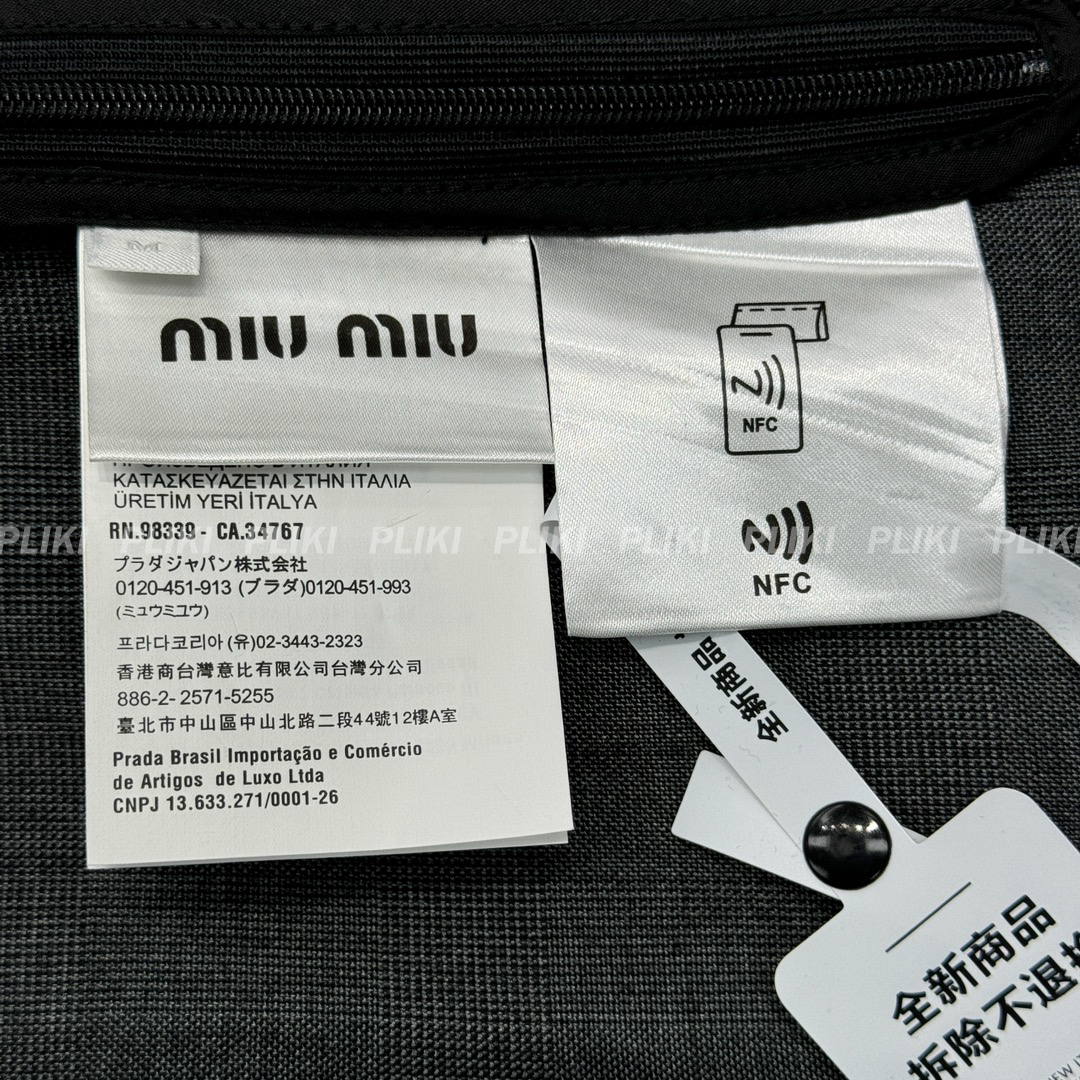 M
MIU MIU
NFC
NFC
ΚΑΤΑΣΚΕΥΑΖΕΤΑΙ ΣΤΗΝ ΙΤΑΛΙΑ
ÜRETİM YERİ İTALYA
RN.98339 - CA.34767
プラダジャパン株式会社
0120-451-913 (プラダ)0120-451-993
(ミュウミユウ)
프라다코리아(유)02-3443-2323
香港商台灣意比有限公司台灣分公司
886-2- 2571-5255
臺北市中山區中山北路二段44號12樓A室
Prada Brasil Importação e Comércio
de Artigos de Luxo Ltda
CNPJ 13.633.271/0001-26
PLIKI PLIKI PLIKI PLIKI PLIKI PLIKI PLIKI PLIKI PLIKI
全新商品
全新商品
拆除不退